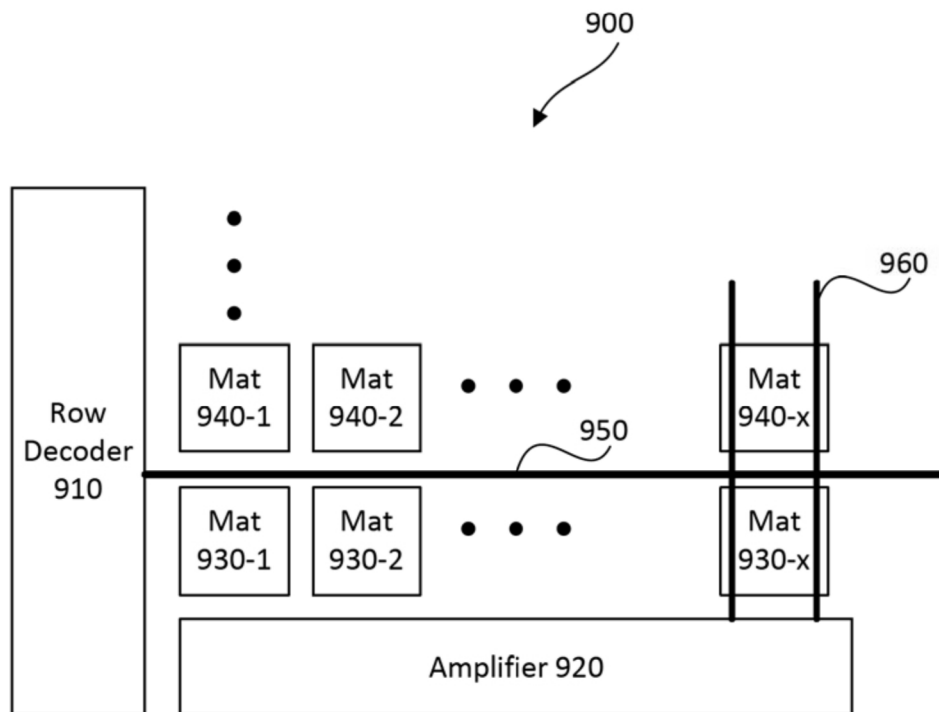 900
960
Mat
940-1
Mat
940-2
Mat
940-x
Row
Decoder
910
950
Mat
930-1
Mat
930-2
Mat
930-x
Amplifier 920